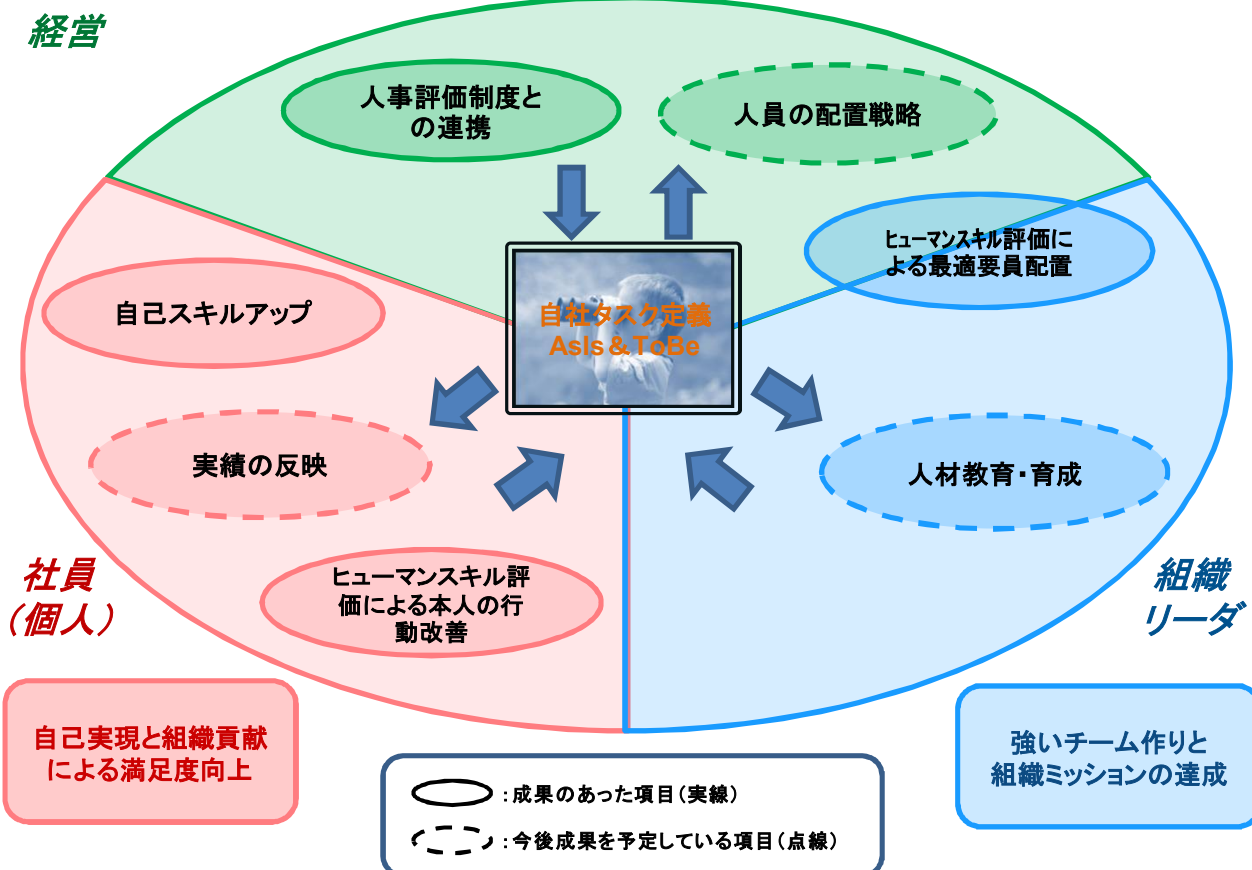 経営
人事評価制度と
の連携
人員の配置戦略
ヒューマンスキル評価に
よる最適要員配置
自社タスク定義
AsIs＆ToBe
自己スキルアップ
実績の反映
人材教育・育成
ヒューマンスキル評
価による本人の行
動改善
社員
（個人）
組織
リーダ
自己実現と組織貢献
による満足度向上
強いチーム作りと
組織ミッションの達成
：成果のあった項目（実線）
：今後成果を予定している項目（点線）